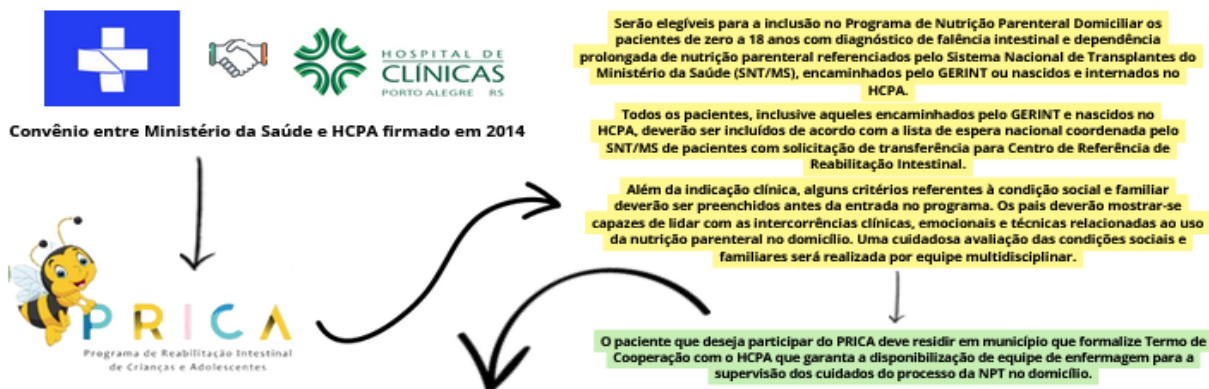 HOSPITAL DE
CLÍNICAS
PORTO ALEGRE RS
Convênio entre Ministério da Saúde e HCPA firmado em 2014
PRICA
Programa de Reabilitação Intestinal
de Crianças e Adolescentes
Serão elegíveis para a inclusão no Programa de Nutrição Parenteral Domiciliar os
pacientes de zero a 18 anos com diagnóstico de falência intestinal e dependência
prolongada de nutrição parenteral referenciados pelo Sistema Nacional de Transplantes do
Ministério da Saúde (SNT/MS), encaminhados pelo GERINT ou nascidos e internados no
HCPA.
Todos os pacientes, inclusive aqueles encaminhados pelo GERINT e nascidos no
HCPA, deverão ser incluídos de acordo com a lista de espera nacional coordenada pelo
SNT/MS de pacientes com solicitação de transferência para Centro de Referência de
Reabilitação Intestinal.
Além da indicação clínica, alguns critérios referentes à condição social e familiar
deverão ser preenchidos antes da entrada no programa. Os pais deverão mostrar-se
capazes de lidar com as intercorrências clínicas, emocionais e técnicas relacionadas ao uso
da nutrição parenteral no domicílio. Uma cuidadosa avaliação das condições sociais e
familiares será realizada por equipe multidisciplinar.
O paciente que deseja participar do PRICA deve residir em município que formalize Termo de
Cooperação com o HCPA que garanta a disponibilização de equipe de enfermagem para a
supervisão dos cuidados do processo da NPT no domicílio.